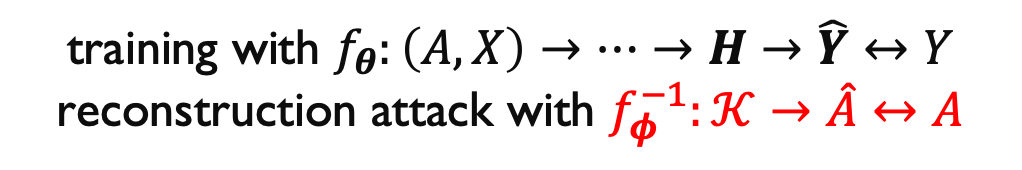 training with f_θ: (A, X) → ⋯ → H → Ŷ ↔ Y
reconstruction attack with f_ϕ^{-1}: 𝒦 → Â ↔ A